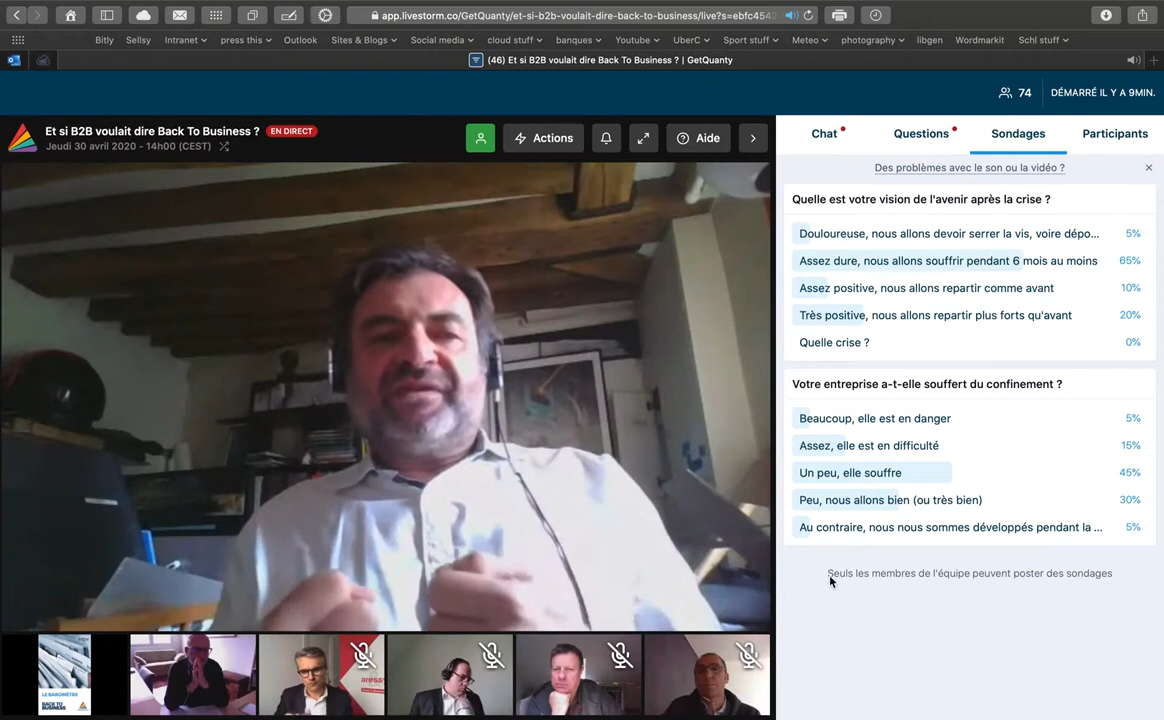 app.livestorm.co/GetQuanty/et-si-b2b-voulait-dire-back-to-business/live?s=ebfc4542
Bitly Sellsy Intranet press this Outlook Sites & Blogs Social media cloud stuff banques Youtube UberC Sport stuff Meteo photography libgen Wordmarkit Schl stuff
(46) Et si B2B voulait dire Back To Business ? | GetQuanty
74 DÉMARRÉ IL Y A 9MIN.
Et si B2B voulait dire Back To Business ? EN DIRECT
Jeudi 30 avril 2020 - 14h00 (CEST)
Actions
Aide
Chat Questions Sondages Participants
Des problèmes avec le son ou la vidéo ?
Quelle est votre vision de l'avenir après la crise ?
Douloureuse, nous allons devoir serrer la vis, voire dépo... 5%
Assez dure, nous allons souffrir pendant 6 mois au moins 65%
Assez positive, nous allons repartir comme avant 10%
Très positive, nous allons repartir plus forts qu'avant 20%
Quelle crise ? 0%
Votre entreprise a-t-elle souffert du confinement ?
Beaucoup, elle est en danger 5%
Assez, elle est en difficulté 15%
Un peu, elle souffre 45%
Peu, nous allons bien (ou très bien) 30%
Au contraire, nous nous sommes développés pendant la ... 5%
Seuls les membres de l'équipe peuvent poster des sondages
LE BAROMÈTRE
BACK TO
BUSINESS
aress